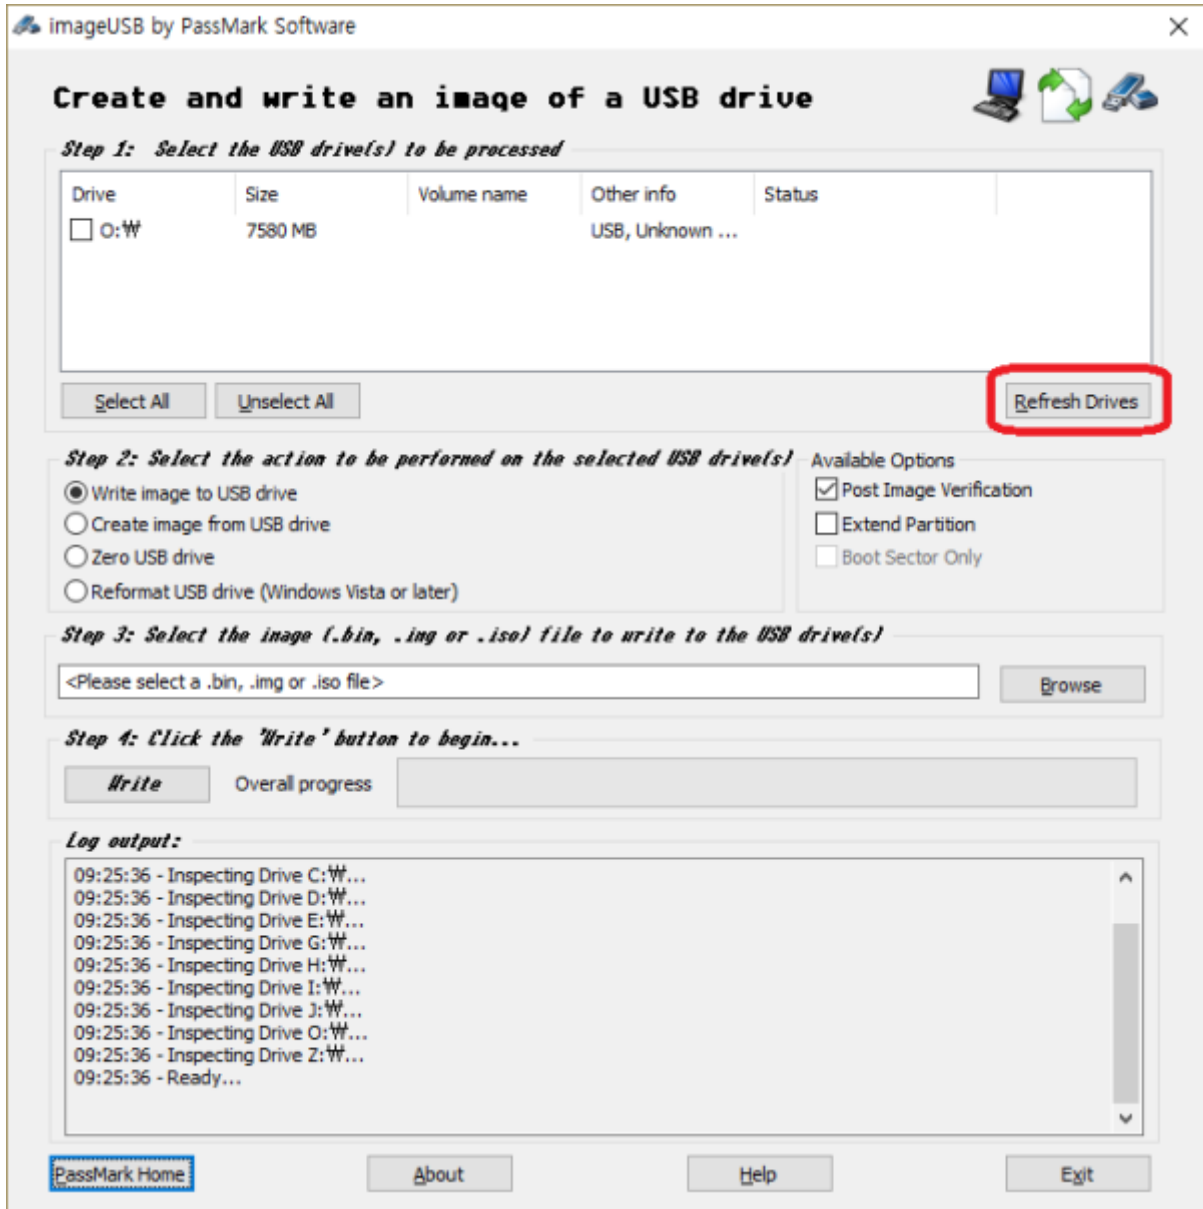 imageUSB by PassMark Software
Create and write an image of a USB drive
Step 1: Select the USB drive(s) to be processed
Drive Size Volume name Other info Status
O:₩ 7580 MB USB, Unknown ...
Select All Unselect All Refresh Drives
Step 2: Select the action to be performed on the selected USB drive(s) Available Options
Write image to USB drive Post Image Verification
Create image from USB drive Extend Partition
Zero USB drive Boot Sector Only
Reformat USB drive (Windows Vista or later)
Step 3: Select the image (.bin, .img or .iso) file to write to the USB drive(s)
<Please select a .bin, .img or .iso file> Browse
Step 4: Click the 'Write' button to begin...
Write Overall progress
Log output:
09:25:36 - Inspecting Drive C:₩...
09:25:36 - Inspecting Drive D:₩...
09:25:36 - Inspecting Drive E:₩...
09:25:36 - Inspecting Drive G:₩...
09:25:36 - Inspecting Drive H:₩...
09:25:36 - Inspecting Drive I:₩...
09:25:36 - Inspecting Drive J:₩...
09:25:36 - Inspecting Drive O:₩...
09:25:36 - Inspecting Drive Z:₩...
09:25:36 - Ready...
PassMark Home About Help Exit